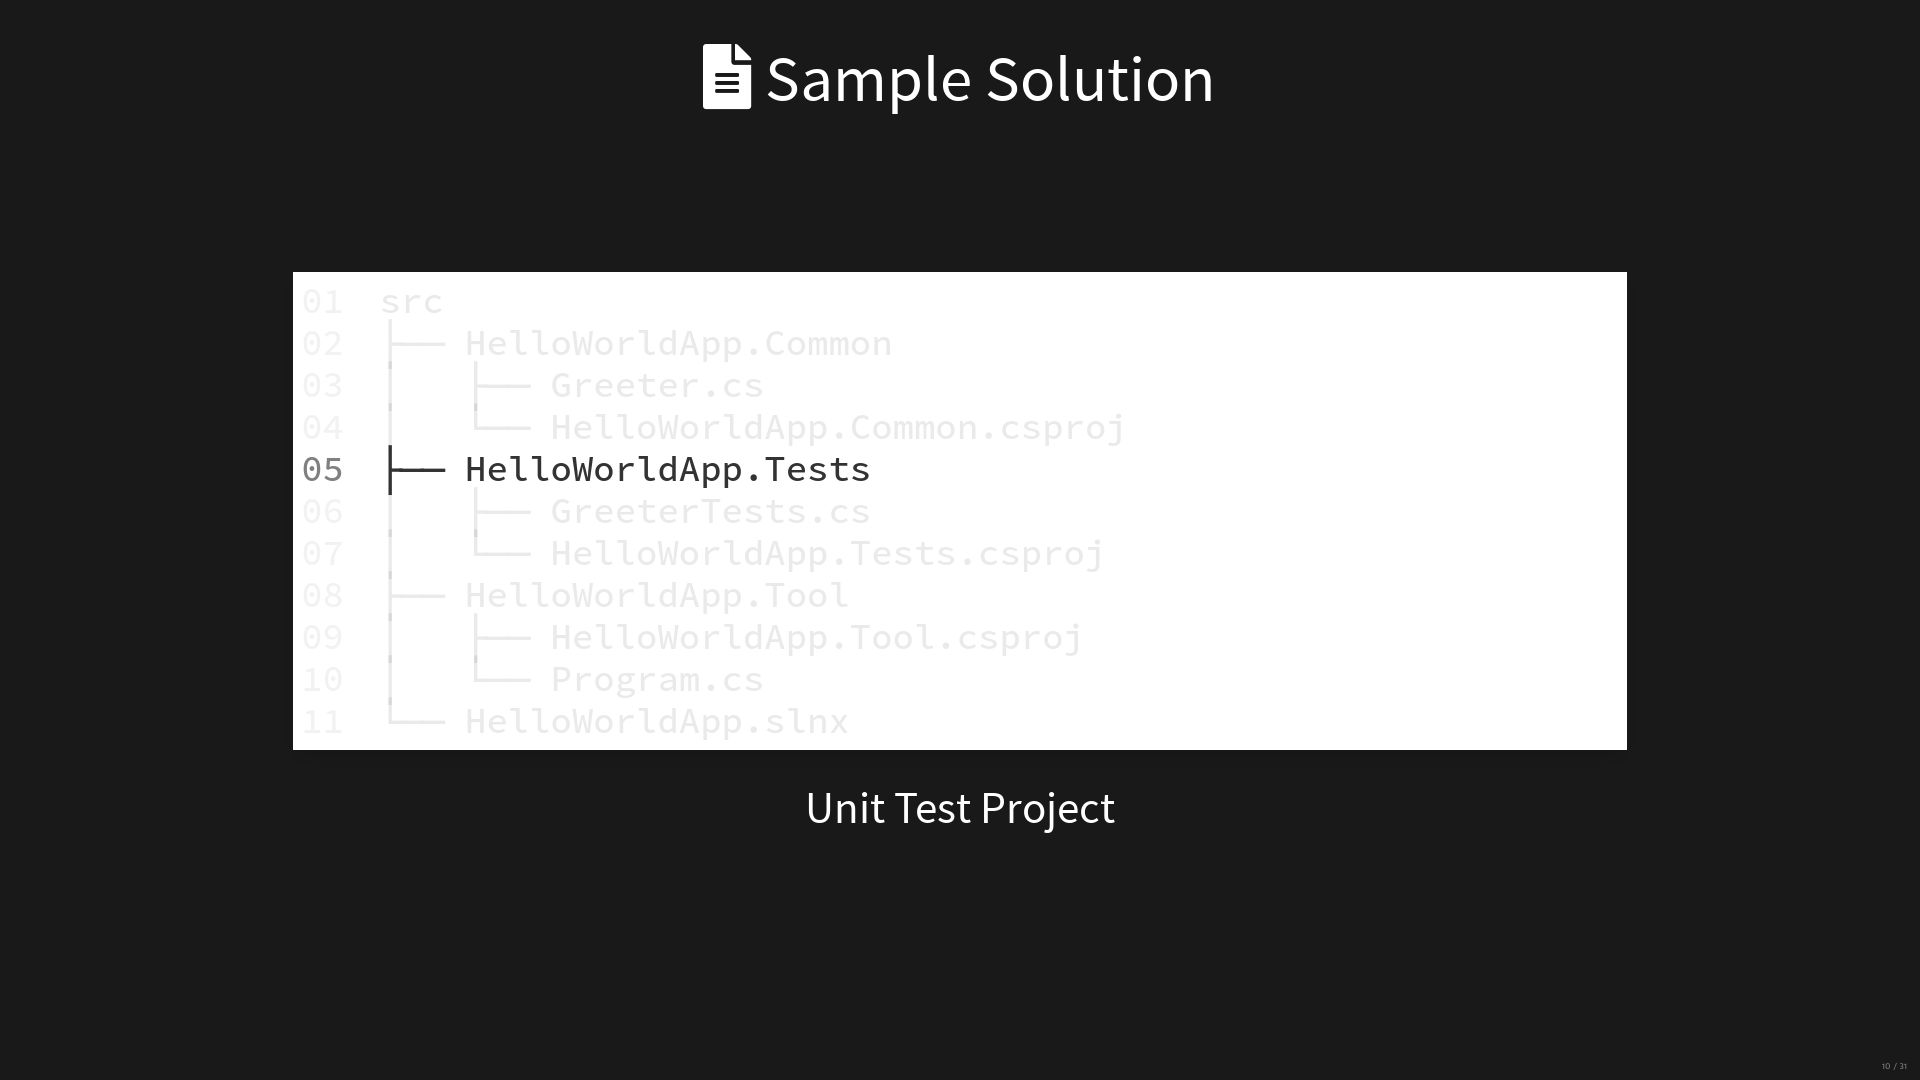 Sample Solution
01 src
02 ├── HelloWorldApp.Common
03 │   ├── Greeter.cs
04 │   └── HelloWorldApp.Common.csproj
05 ├── HelloWorldApp.Tests
06 │   ├── GreeterTests.cs
07 │   └── HelloWorldApp.Tests.csproj
08 ├── HelloWorldApp.Tool
09 │   ├── HelloWorldApp.Tool.csproj
10 │   └── Program.cs
11 └── HelloWorldApp.slnx
Unit Test Project
10 / 31